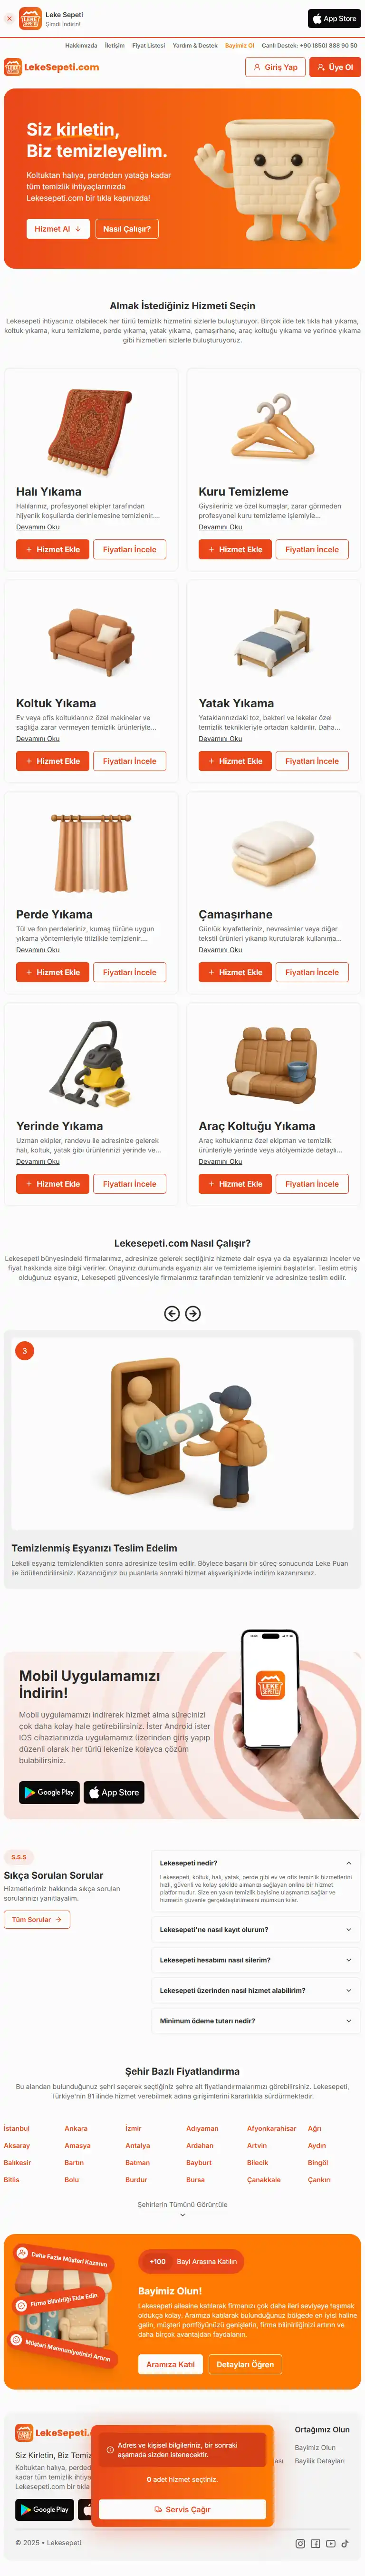 Leke Sepeti
Şimdi İndirin!
App Store
Hakkımızda İletişim Fiyat Listesi Yardım & Destek Bayimiz Ol Canlı Destek: +90 (850) 888 90 50
LekeSepeti.com
Giriş Yap
Üye Ol
Siz kirletin,
Biz temizleyelim.
Koltuktan halıya, perdeden yatağa kadar
tüm temizlik ihtiyaçlarınızda
Lekesepeti.com bir tıkla kapınızda!
Hizmet Al
Nasıl Çalışır?
Almak İstediğiniz Hizmeti Seçin
Lekesepeti ihtiyacınız olabilecek her türlü temizlik hizmetini sizlerle buluşturuyor. Birçok ilde tek tıkla halı yıkama,
koltuk yıkama, kuru temizleme, perde yıkama, yatak yıkama, çamaşırhane, araç koltuğu yıkama ve yerinde yıkama
gibi hizmetleri sizlerle buluşturuyoruz.
Halı Yıkama
Halılarınız, profesyonel ekipler tarafından
hijyenik koşullarda derinlemesine temizlenir....
Devamını Oku
Hizmet Ekle
Fiyatları İncele
Kuru Temizleme
Giysileriniz ve özel kumaşlar, zarar görmeden
profesyonel kuru temizleme işlemiyle...
Devamını Oku
Hizmet Ekle
Fiyatları İncele
Koltuk Yıkama
Ev veya ofis koltuklarınız özel makineler ve
sağlığa zarar vermeyen temizlik ürünleriyle...
Devamını Oku
Hizmet Ekle
Fiyatları İncele
Yatak Yıkama
Yataklarınızdaki toz, bakteri ve lekeler özel
temizlik teknikleriyle ortadan kaldırılır. Daha...
Devamını Oku
Hizmet Ekle
Fiyatları İncele
Perde Yıkama
Tül ve fon perdeleriniz, kumaş türüne uygun
yıkama yöntemleriyle titizlikle temizlenir....
Devamını Oku
Hizmet Ekle
Fiyatları İncele
Çamaşırhane
Günlük kıyafetleriniz, nevresimler veya diğer
tekstil ürünleri yıkanıp kurutularak kullanıma...
Devamını Oku
Hizmet Ekle
Fiyatları İncele
Yerinde Yıkama
Uzman ekipler, randevu ile adresinize gelerek
halı, koltuk, yatak gibi ürünlerinizi yerinde ve...
Devamını Oku
Hizmet Ekle
Fiyatları İncele
Araç Koltuğu Yıkama
Araç koltuklarınız özel ekipman ve temizlik
ürünleriyle yerinde veya atölyemizde detaylı...
Devamını Oku
Hizmet Ekle
Fiyatları İncele
Lekesepeti.com Nasıl Çalışır?
Lekesepeti bünyesindeki firmalarımız, adresinize gelerek seçtiğiniz hizmete dair eşya ya da eşyalarınızı inceler ve
fiyat hakkında size bilgi verirler. Onayınız durumunda eşyanızı alır ve temizleme işlemini başlatırlar. Teslim etmiş
olduğunuz eşyanız, Lekesepeti güvencesiyle firmalarımız tarafından temizlenir ve adresinize teslim edilir.
3
Temizlenmiş Eşyanızı Teslim Edelim
Lekeli eşyanız temizlendikten sonra adresinize teslim edilir. Böylece başarılı bir süreç sonucunda Leke Puan
ile ödüllendirilirsiniz. Kazandığınız bu puanlarla sonraki hizmet alışverişinizde indirim kazanırsınız.
Mobil Uygulamamızı
İndirin!
Mobil uygulamamızı indirerek hizmet alma sürecinizi
çok daha kolay hale getirebilirsiniz. İster Android ister
IOS cihazlarınızda uygulamamız üzerinden giriş yapıp
düzenli olarak her türlü lekenize kolayca çözüm
bulabilirsiniz.
LEKE
SEPETİ
Google Play
App Store
S.S.S
Sıkça Sorulan Sorular
Hizmetlerimiz hakkında sıkça sorulan
sorularınızı yanıtlayalım.
Tüm Sorular
Lekesepeti nedir?
Lekesepeti, koltuk, halı, yatak, perde gibi ev ve ofis temizlik hizmetlerini
hızlı, güvenli ve kolay şekilde almanızı sağlayan online bir hizmet
platformudur. Size en yakın temizlik bayisine ulaşmanızı sağlar ve
hizmetin güvenle gerçekleştirilmesini mümkün kılar.
Lekesepeti'ne nasıl kayıt olurum?
Lekesepeti hesabımı nasıl silerim?
Lekesepeti üzerinden nasıl hizmet alabilirim?
Minimum ödeme tutarı nedir?
Şehir Bazlı Fiyatlandırma
Bu alandan bulunduğunuz şehri seçerek seçtiğiniz şehre ait fiyatlandırmalarımızı görebilirsiniz. Lekesepeti,
Türkiye'nin 81 ilinde hizmet verebilmek adına girişimlerini kararlılıkla sürdürmektedir.
İstanbul Ankara İzmir Adıyaman Afyonkarahisar Ağrı
Aksaray Amasya Antalya Ardahan Artvin Aydın
Balıkesir Bartın Batman Bayburt Bilecik Bingöl
Bitlis Bolu Burdur Bursa Çanakkale Çankırı
Şehirlerin Tümünü Görüntüle
Daha Fazla Müşteri Kazanın
Firma Bilinirliği Elde Edin
Müşteri Memnuniyetinizi Artırın
+100 Bayi Arasına Katılın
Bayimiz Olun!
Lekesepeti ailesine katılarak firmanızı çok daha ileri seviyeye taşımak
oldukça kolay. Aramıza katılarak bulunduğunuz bölgede en iyisi haline
gelin, müşteri portföyünüzü genişletin, firma bilinirliğinizi artırın ve
daha birçok avantajdan faydalanın.
Aramıza Katıl
Detayları Öğren
LekeSepeti.c
Siz Kirletin, Biz Temiz
Koltuktan halıya, perded
kadar tüm temizlik ihtiya
Lekesepeti.com bir tıkla
Google Play
Ortağımız Olun
Bayimiz Olun
Bayilik Detayları
ası
Adres ve kişisel bilgileriniz, bir sonraki
aşamada sizden istenecektir.
0 adet hizmet seçtiniz.
Servis Çağır
© 2025 • Lekesepeti